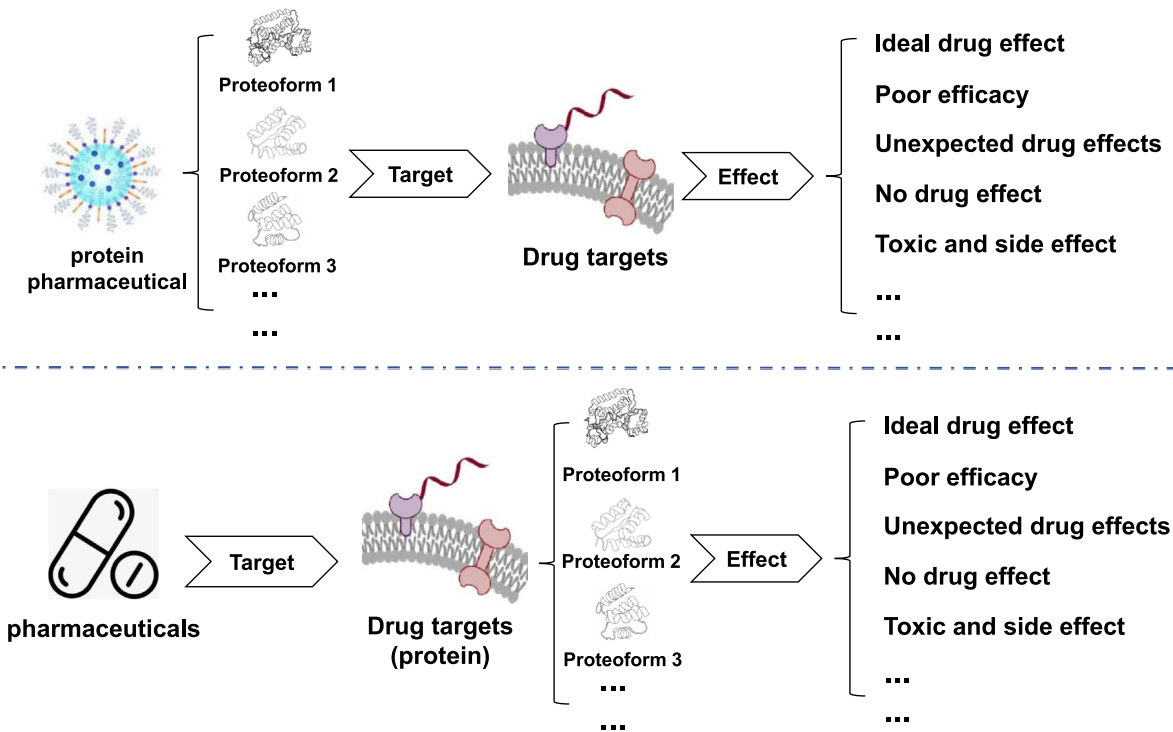 protein
pharmaceutical
Proteoform 1
Proteoform 2
Proteoform 3
...
...
Target
Drug targets
Effect
Ideal drug effect
Poor efficacy
Unexpected drug effects
No drug effect
Toxic and side effect
...
...
pharmaceuticals
Target
Drug targets
(protein)
Proteoform 1
Proteoform 2
Proteoform 3
...
...
Effect
Ideal drug effect
Poor efficacy
Unexpected drug effects
No drug effect
Toxic and side effect
...
...